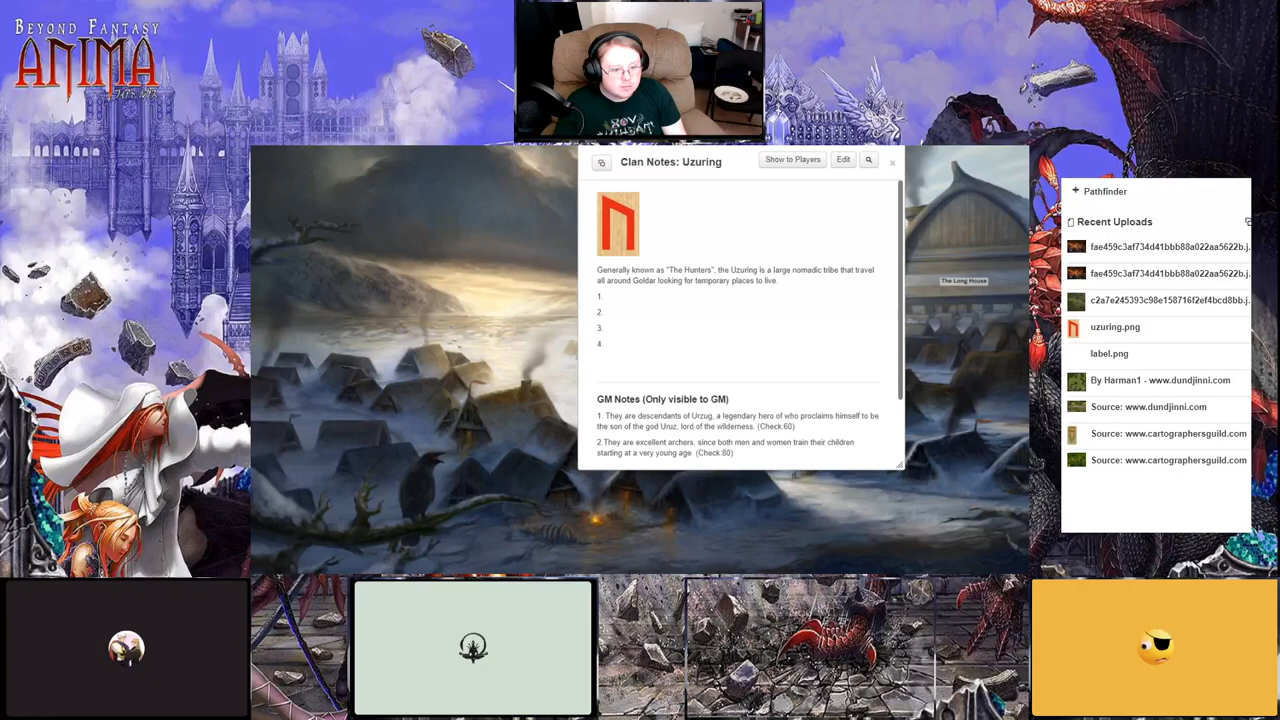 BEYOND FANTASY
ANIMA
Clan Notes: Uzuring
Show to Players
Edit
Generally known as "The Hunters", the Uzuring is a large nomadic tribe that travel
all around Goldar looking for temporary places to live.
1.
2.
3.
4.
GM Notes (Only visible to GM)
1. They are descendants of Urzug, a legendary hero of who proclaims himself to be
the son of the god Uruz, lord of the wilderness. (Check:60)
2.They are excellent archers, since both men and women train their children
starting at a very young age. (Check:80)
The Long House
+ Pathfinder
Recent Uploads
fae459c3af734d41bbb88a022aa5622b.j.
fae459c3af734d41bbb88a022aa5622b.j.
c2a7e245393c98e158716f2ef4bcd8bb.j.
uzuring.png
label.png
By Harman1 - www.dundjinni.com
Source: www.dundjinni.com
Source: www.cartographersguild.com
Source: www.cartographersguild.com